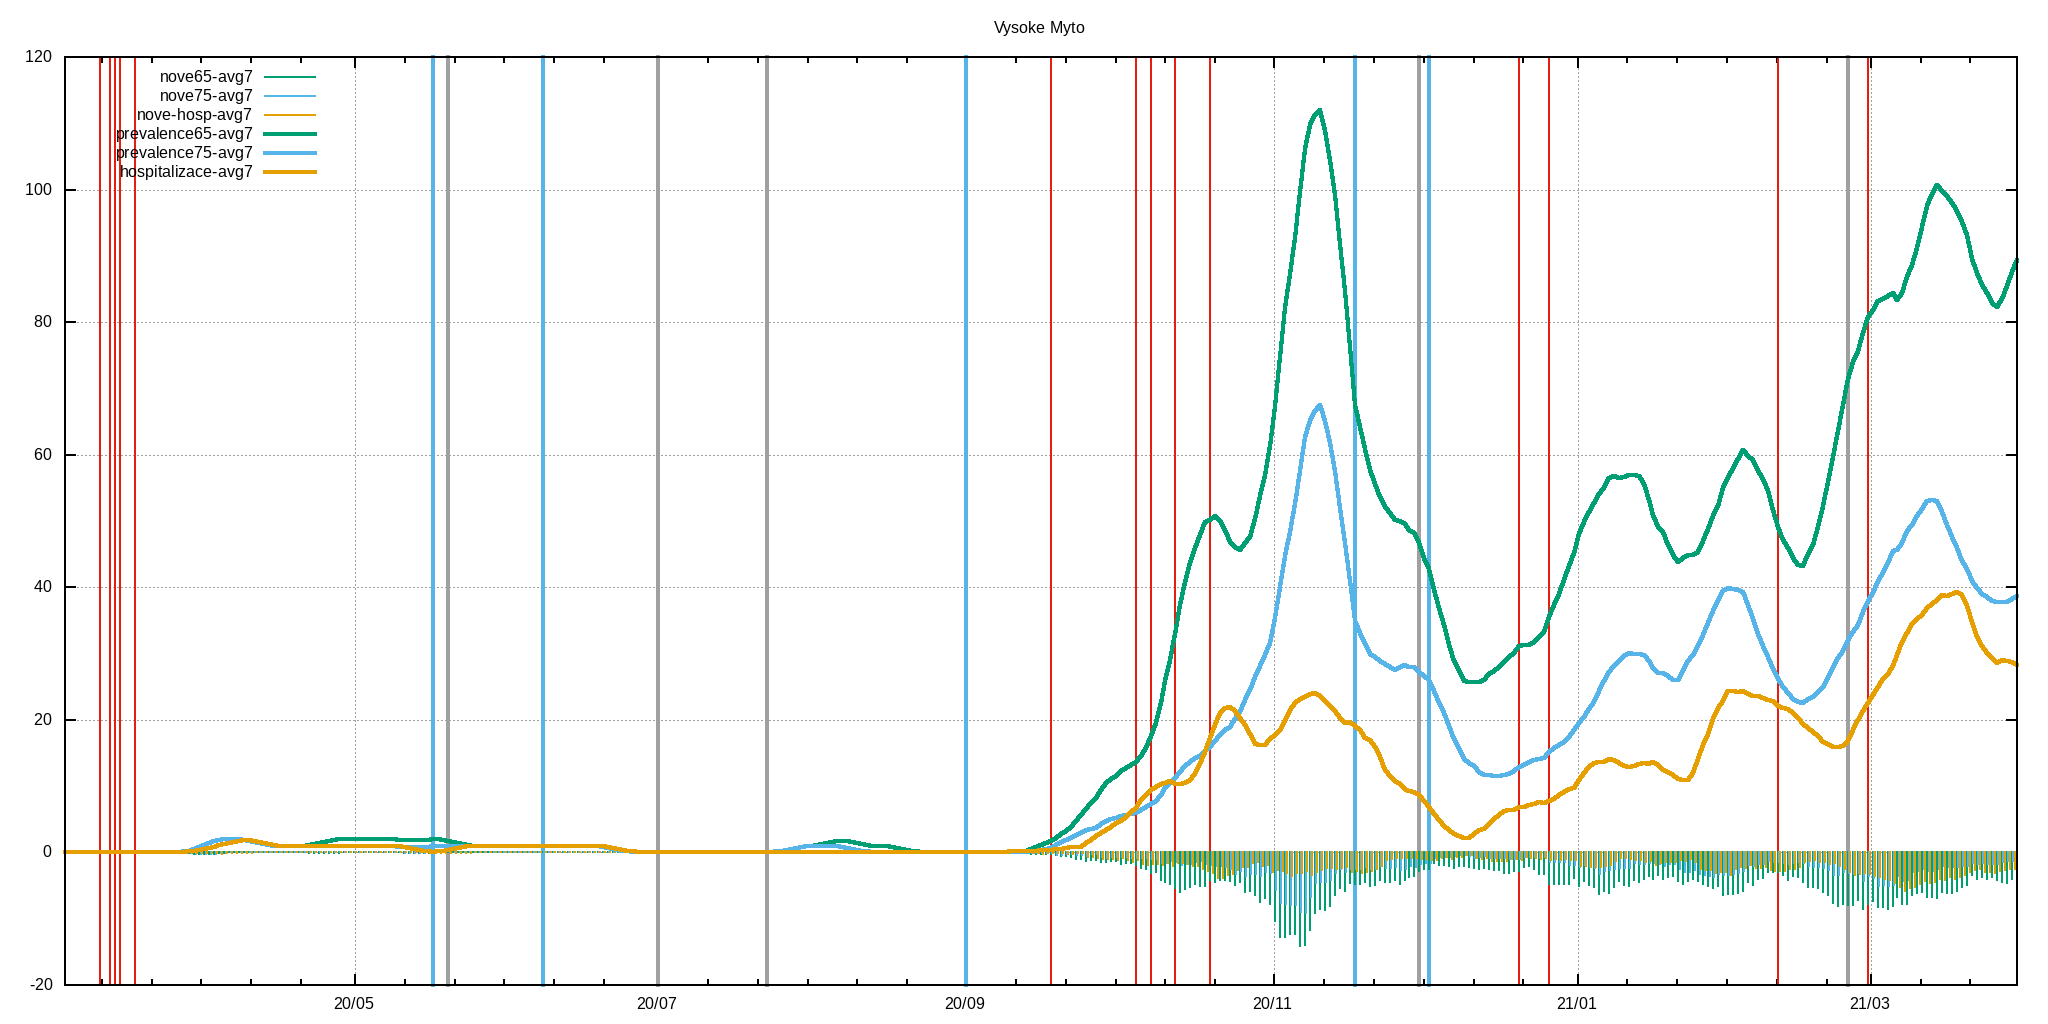 Vysoke Myto
120
100
80
60
40
20
0
-20
nove65-avg7
nove75-avg7
nove-hosp-avg7
prevalence65-avg7
prevalence75-avg7
hospitalizace-avg7
20/05
20/07
20/09
20/11
21/01
21/03